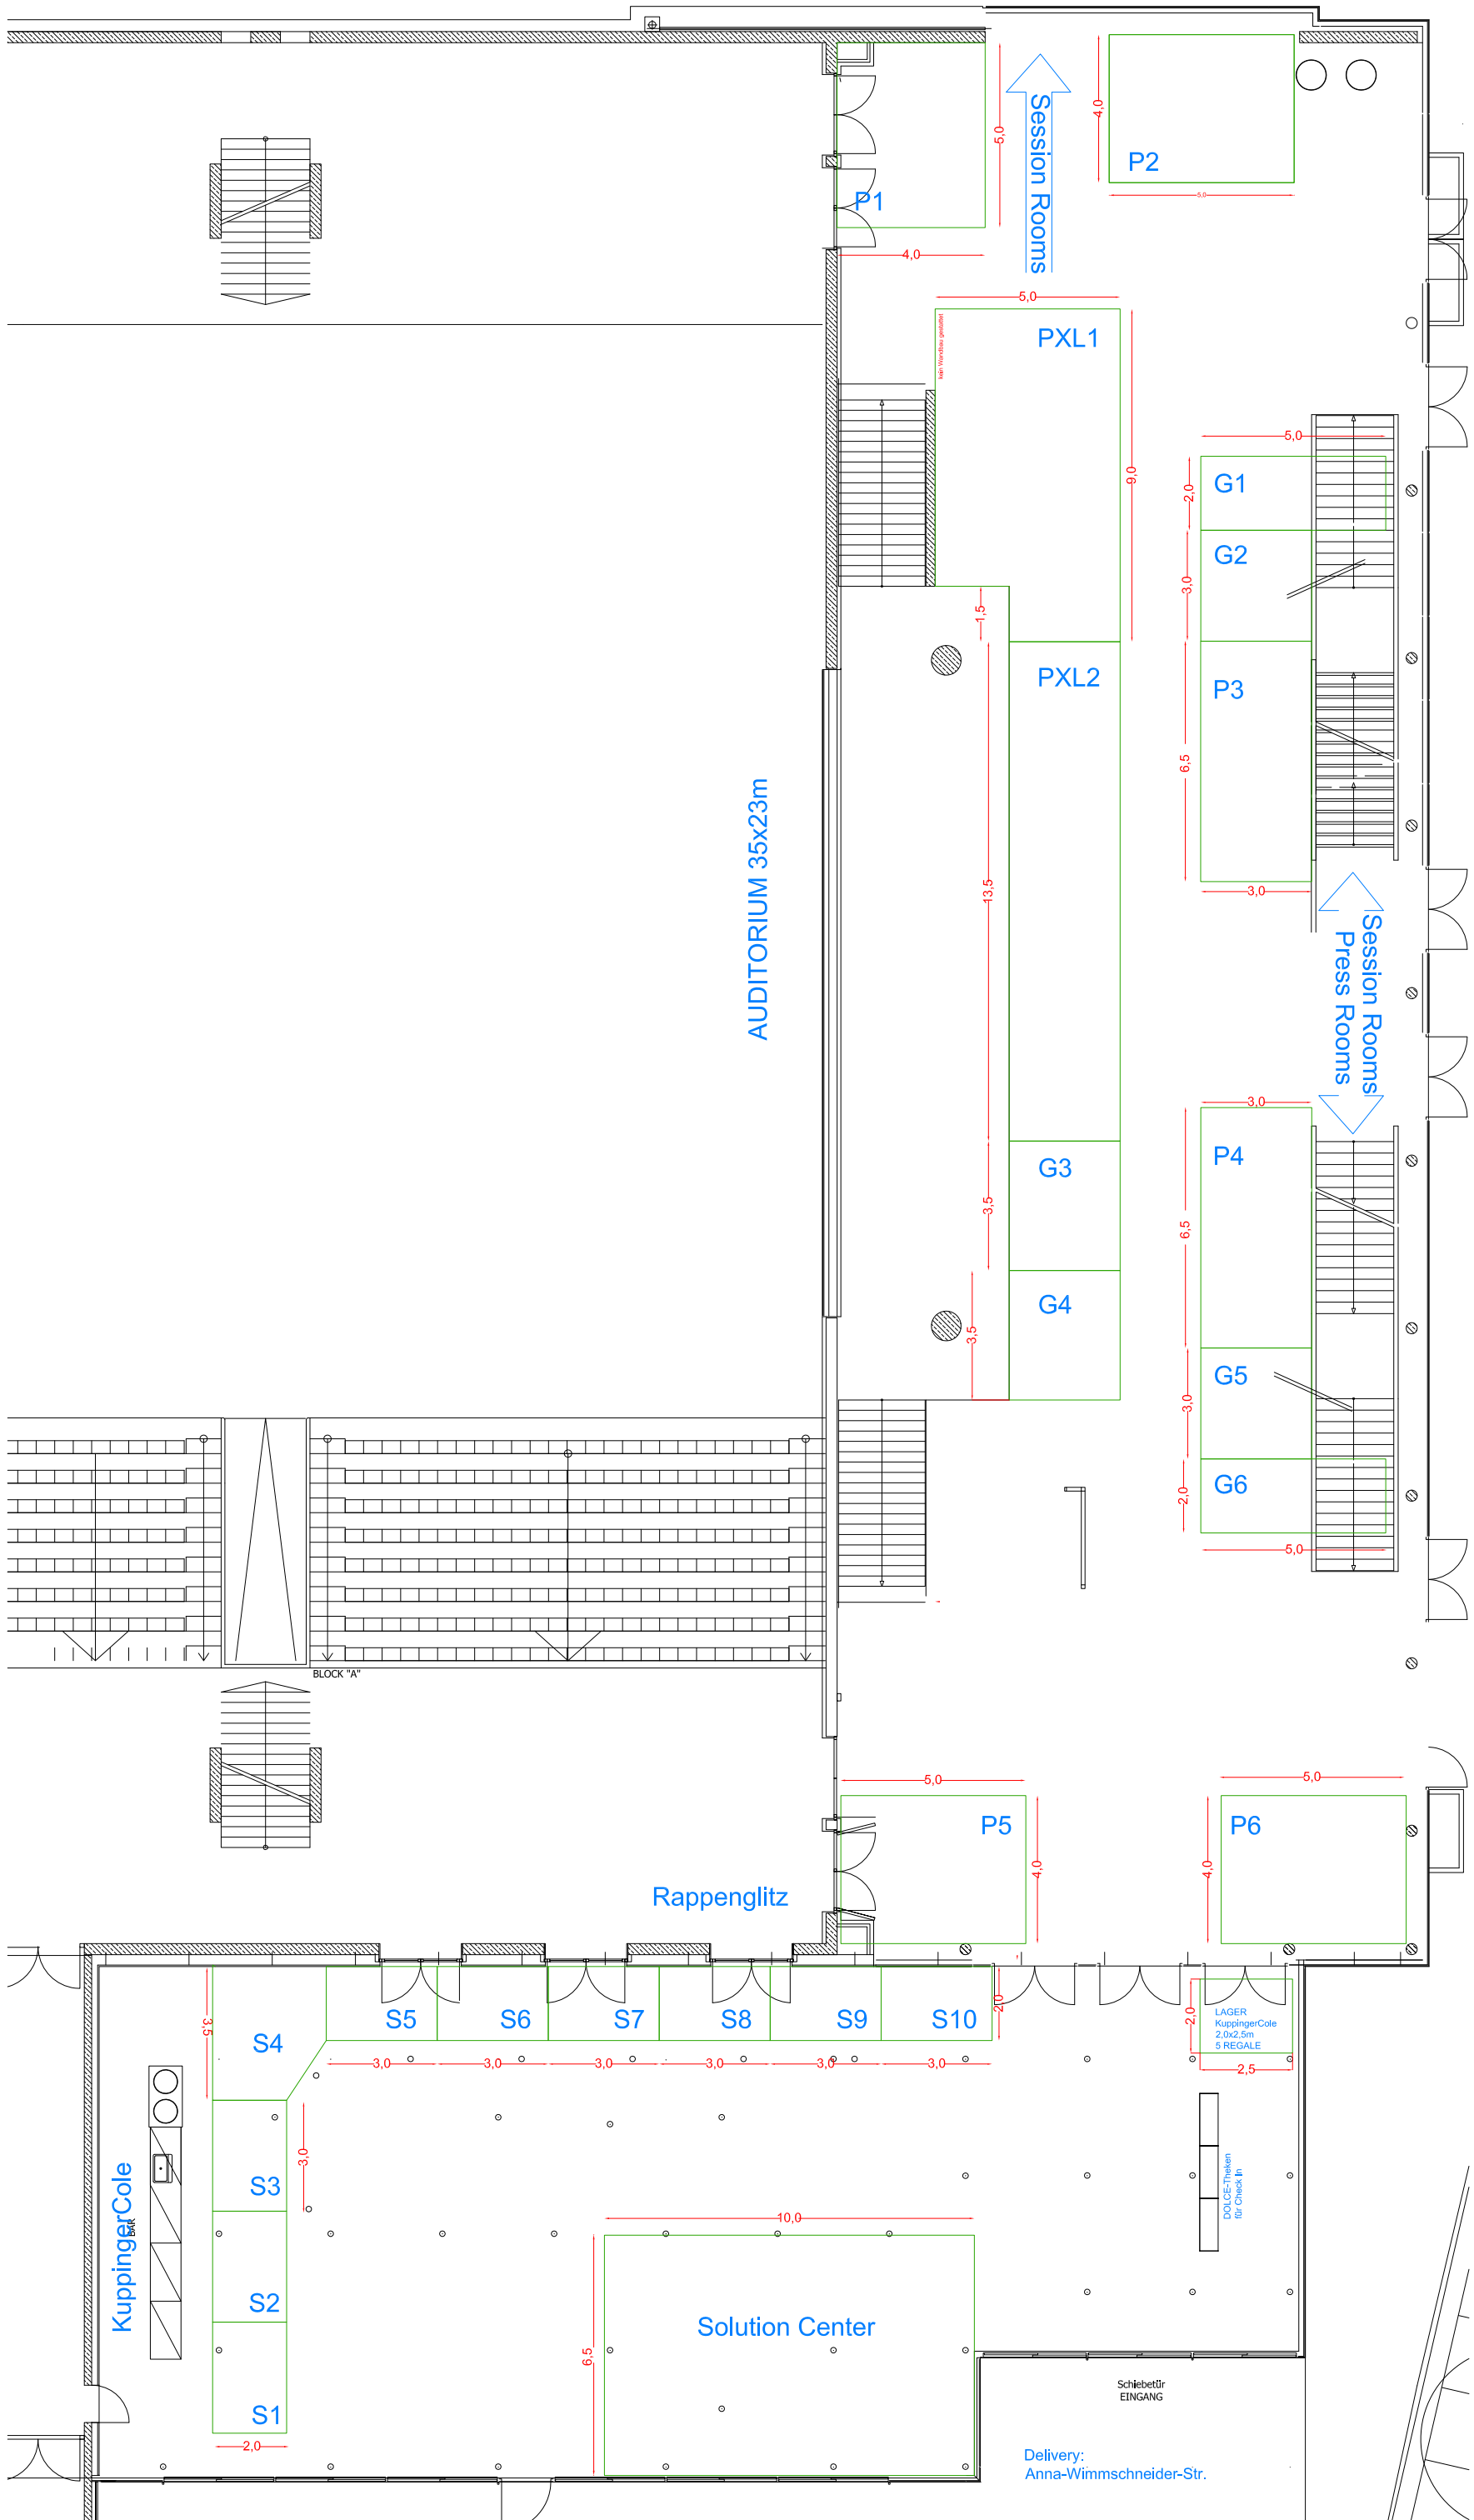 Session Rooms
4,0
5,0
P2
P1
5,0
4,0
5,0
kein Wandbau gestattet
PXL1
5,0
9,0
G1
2,0
G2
3,0
1,5
PXL2
P3
6,5
AUDITORIUM 35x23m
13,5
3,0
Session Rooms
Press Rooms
3,0
P4
G3
3,5
6,5
G4
3,5
G5
3,0
G6
2,0
5,0
BLOCK "A"
5,0
5,0
P5
P6
4,0
4,0
Rappenglitz
3,5
S4
S5
S6
S7
S8
S9
S10
2,0
2,0
LAGER
KuppingerCole
2,0x2,5m
5 REGALE
3,0
3,0
3,0
3,0
3,0
3,0
2,5
3,0
S3
KuppingerCole
BAR
DOLCE-Theken
für Check In
10,0
S2
Solution Center
6,5
S1
2,0
Schiebetür
EINGANG
Delivery:
Anna-Wimmschneider-Str.